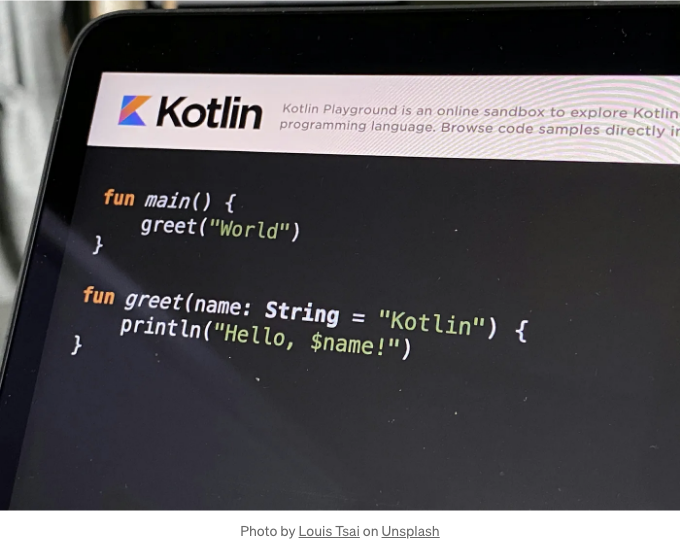 Kotlin
Kotlin Playground is an online sandbox to explore Kotlin
programming language. Browse code samples directly in
fun main() {
    greet("World")
}
fun greet(name: String = "Kotlin") {
    println("Hello, $name!")
}
Photo by Louis Tsai on Unsplash